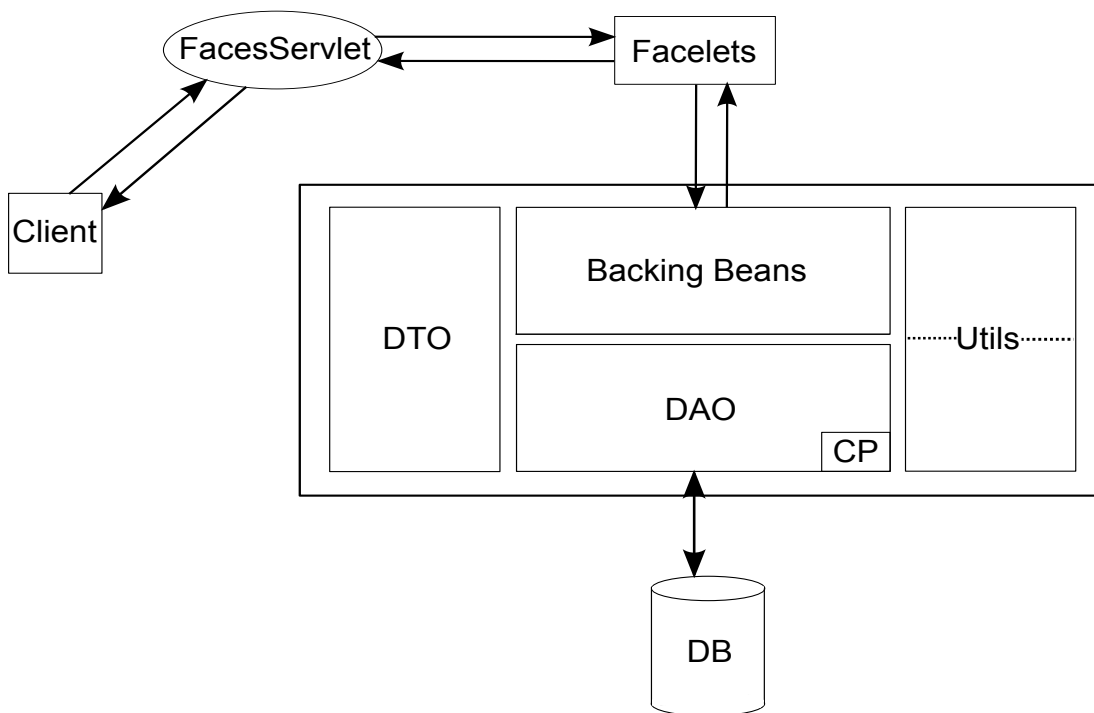 FacesServlet
Facelets
Client
Backing Beans
DTO
Utils
DAO
CP
DB